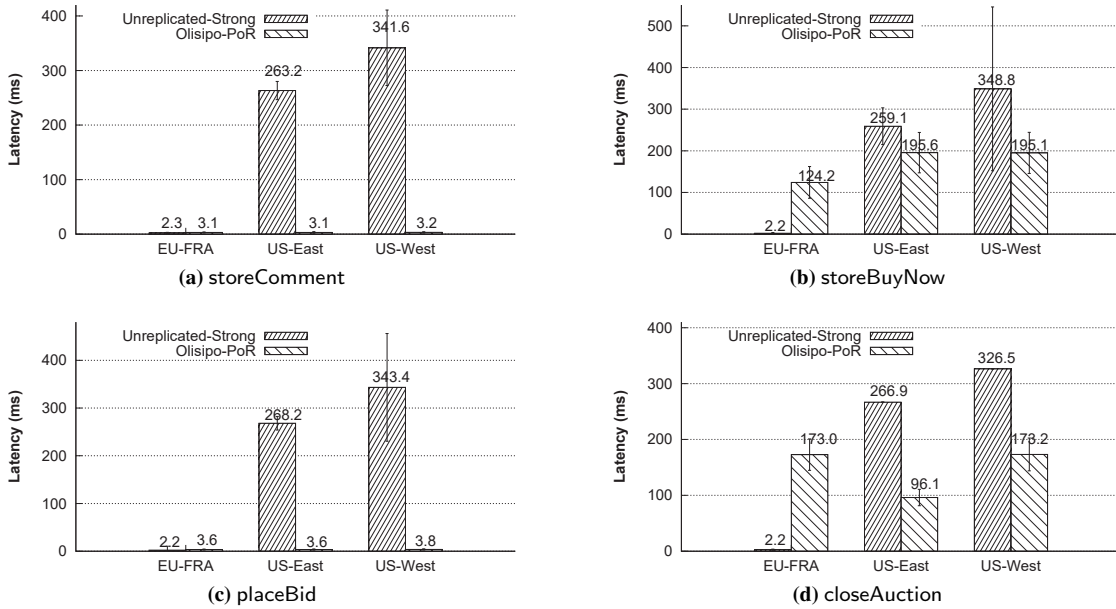 Unreplicated-Strong
Olisipo-PoR
Latency (ms)
400
300
200
100
0
2.3 3.1
263.2
3.1
341.6
3.2
EU-FRA US-East US-West
(a) storeComment
Unreplicated-Strong
Olisipo-PoR
Latency (ms)
500
400
300
200
100
0
2.2
124.2
259.1
195.6
348.8
195.1
EU-FRA US-East US-West
(b) storeBuyNow
Unreplicated-Strong
Olisipo-PoR
Latency (ms)
400
300
200
100
0
2.2 3.6
268.2
3.6
343.4
3.8
EU-FRA US-East US-West
(c) placeBid
Unreplicated-Strong
Olisipo-PoR
Latency (ms)
400
300
200
100
0
2.2
173.0
266.9
96.1
326.5
173.2
EU-FRA US-East US-West
(d) closeAuction